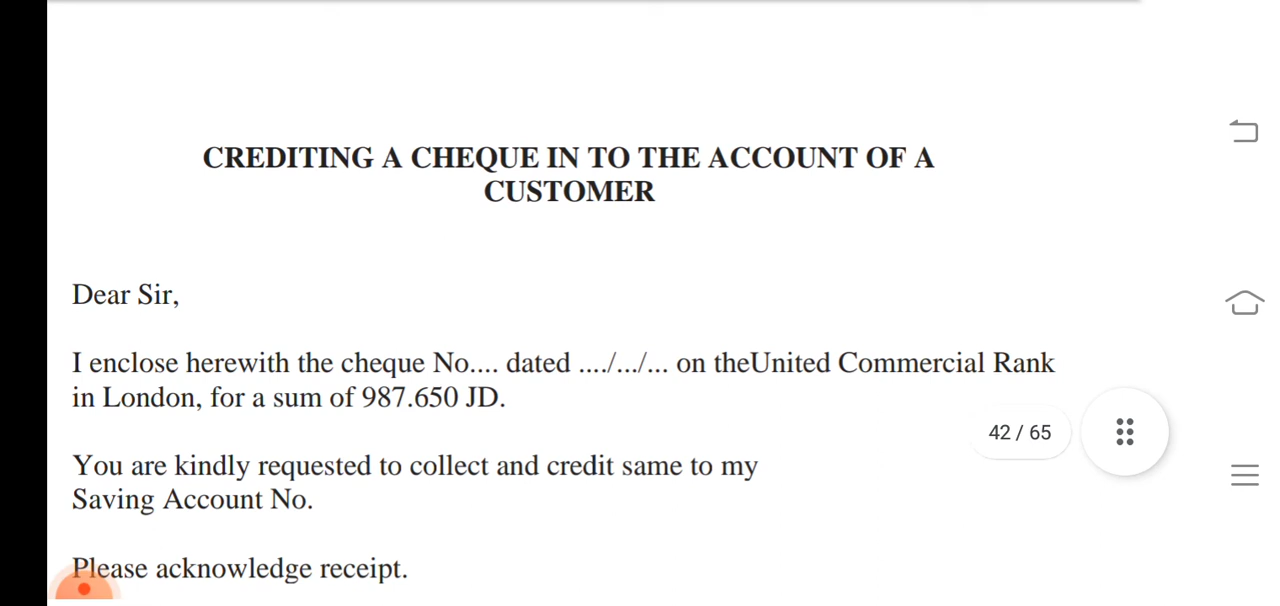 CREDITING A CHEQUE IN TO THE ACCOUNT OF A
CUSTOMER
Dear Sir,
I enclose herewith the cheque No.... dated ..../../... on theUnited Commercial Rank
in London, for a sum of 987.650 JD.
42 / 65
You are kindly requested to collect and credit same to my
Saving Account No.
Please acknowledge receipt.